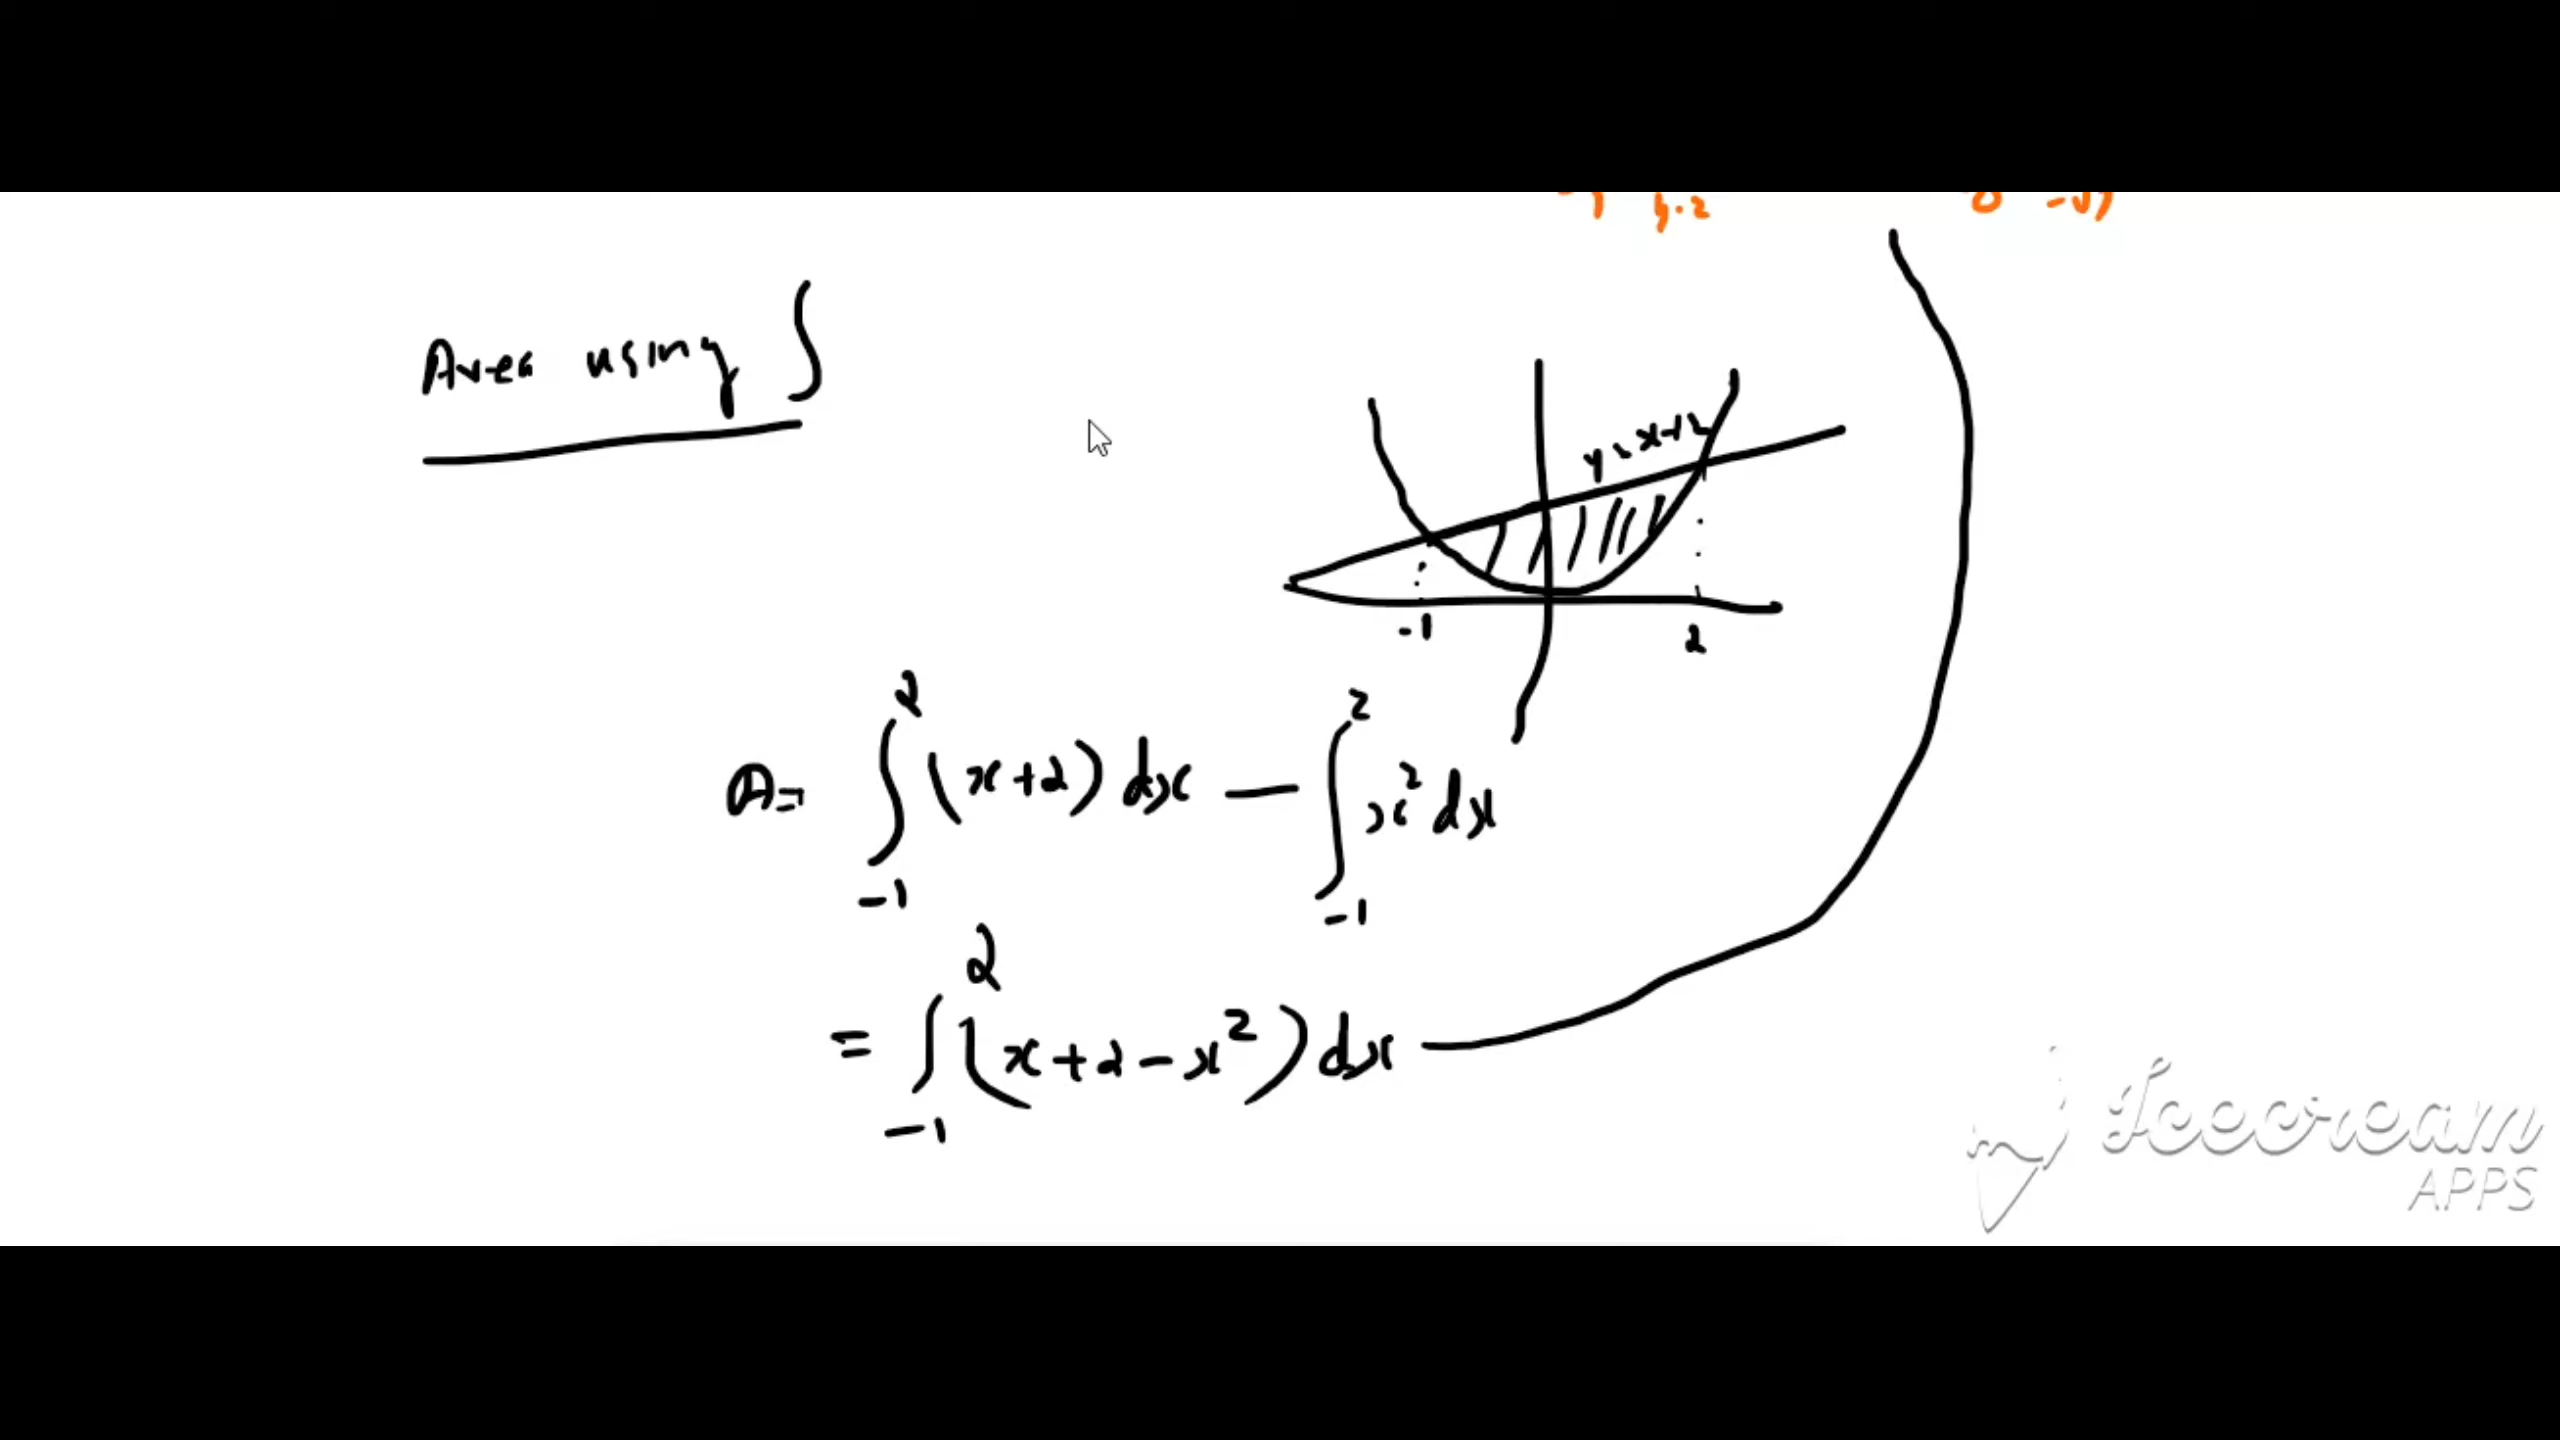 Area using ∫
y = x+2
-1 2
A = ∫_{-1}^{2} (x+2) dx − ∫_{-1}^{2} x² dx
= ∫_{-1}^{2} (x+2−x²) dx
Icecream
APPS